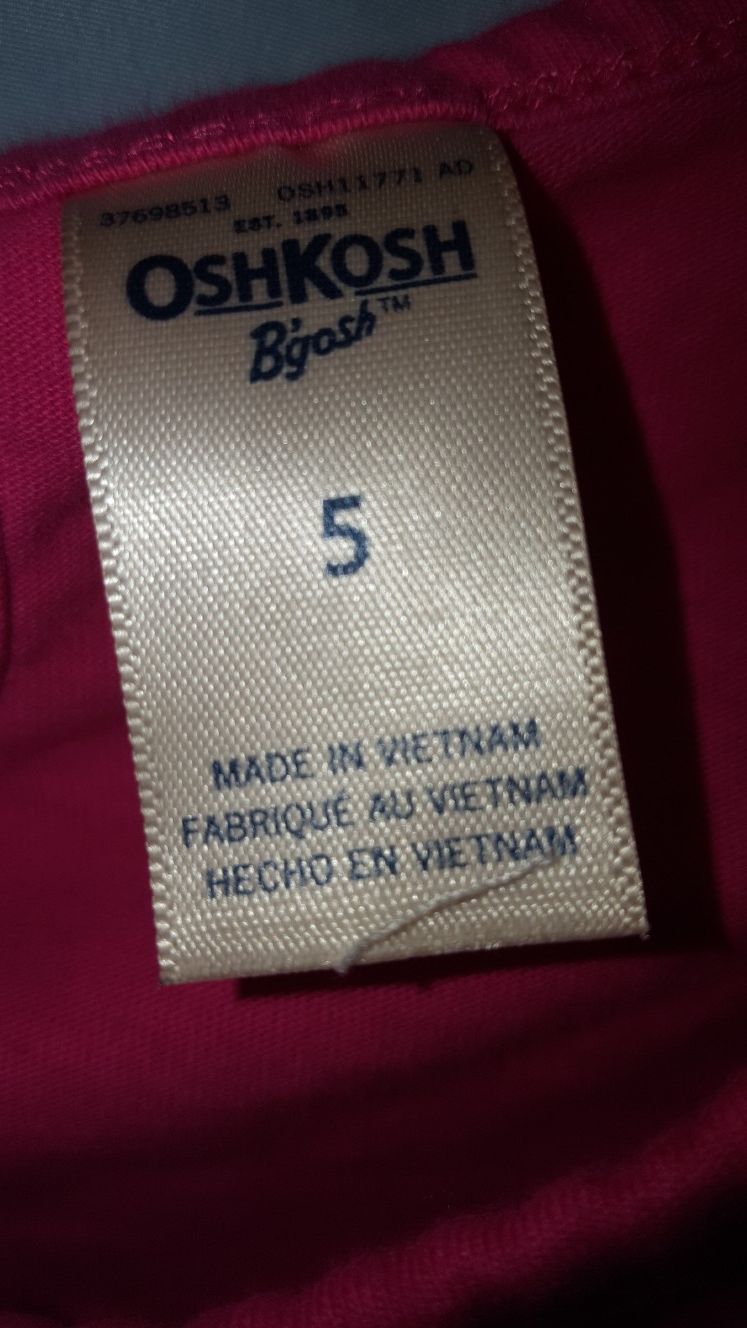 37698513 OSH11771 AD
EST. 1895
OSHKOSH
B'gosh™
5
MADE IN VIETNAM
FABRIQUÉ AU VIETNAM
HECHO EN VIETNAM